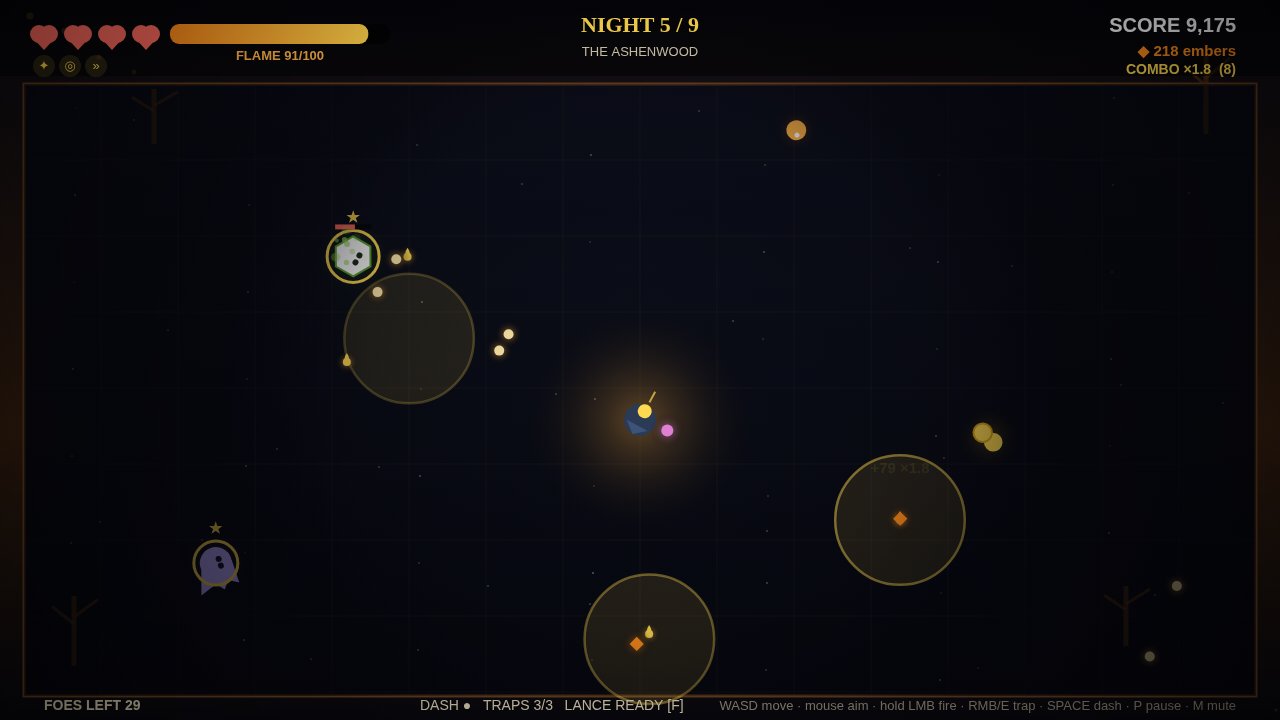 NIGHT 5 / 9
SCORE 9,175
THE ASHENWOOD
FLAME 91/100
218 embers
COMBO ×1.8 (8)
+79 ×1.8
FOES LEFT 29
DASH
TRAPS 3/3
LANCE READY [F]
WASD move · mouse aim · hold LMB fire · RMB/E trap · SPACE dash · P pause · M mute